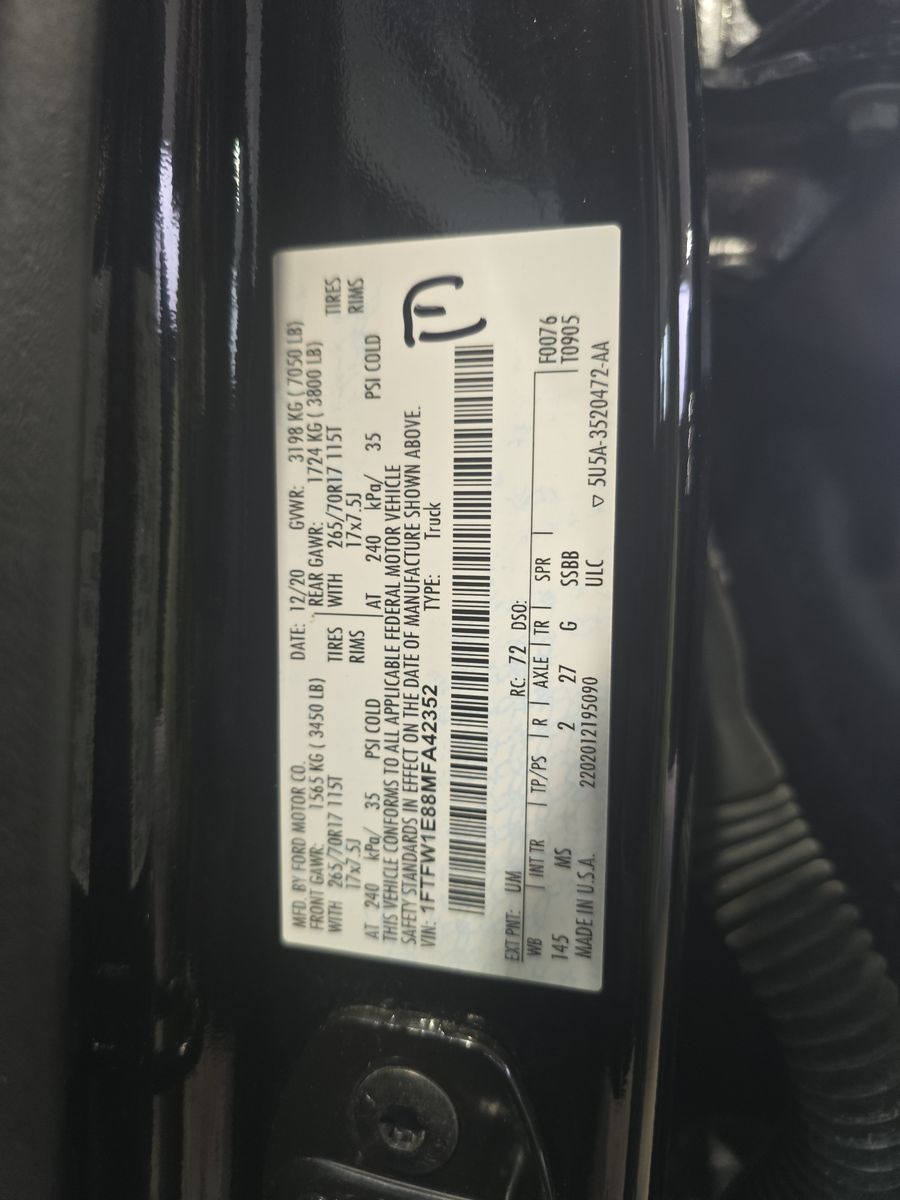 MFD. BY FORD MOTOR CO.
DATE: 12/20 GVWR: 3198 KG ( 7050 LB)
FRONT GAWR: 1565 KG ( 3450 LB) REAR GAWR: 1724 KG ( 3800 LB)
WITH 265/70R17 115T TIRES WITH 265/70R17 115T TIRES
17x7.5J RIMS 17x7.5J RIMS
AT 240 kPa/ 35 PSI COLD AT 240 kPa/ 35 PSI COLD
THIS VEHICLE CONFORMS TO ALL APPLICABLE FEDERAL MOTOR VEHICLE
SAFETY STANDARDS IN EFFECT ON THE DATE OF MANUFACTURE SHOWN ABOVE.
VIN: 1FTFW1E88MFA42352 TYPE: Truck
EXT PNT: UM RC: 72 DSO:
WB INT TR TP/PS R AXLE TR SPR F0076
145 MS 2 27 G SSBB T0905
MADE IN U.S.A. 2202012195090 ULC ▽ 5U5A-3520472-AA